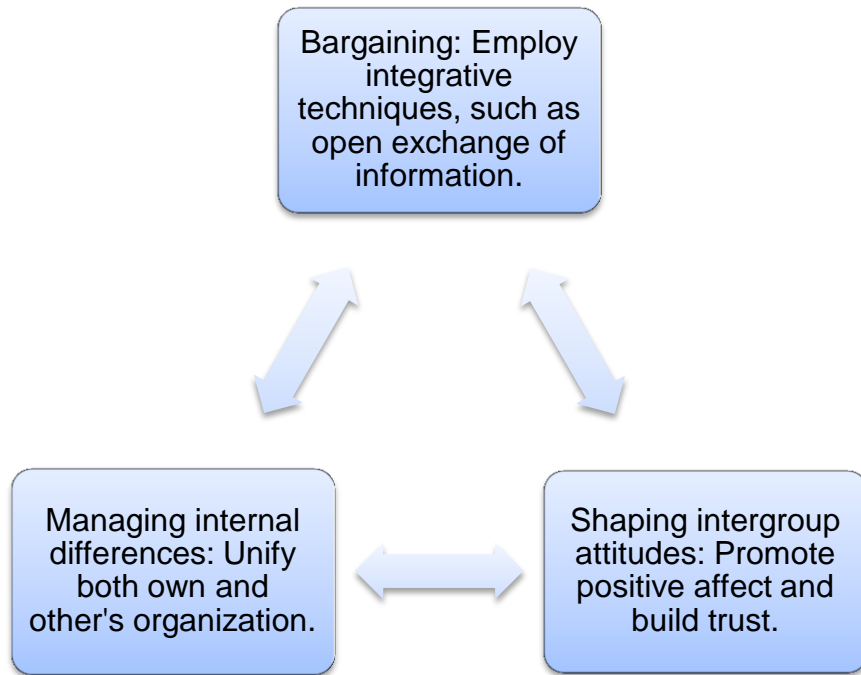 Bargaining: Employ
integrative
techniques, such as
open exchange of
information.
Managing internal
differences: Unify
both own and
other's organization.
Shaping intergroup
attitudes: Promote
positive affect and
build trust.